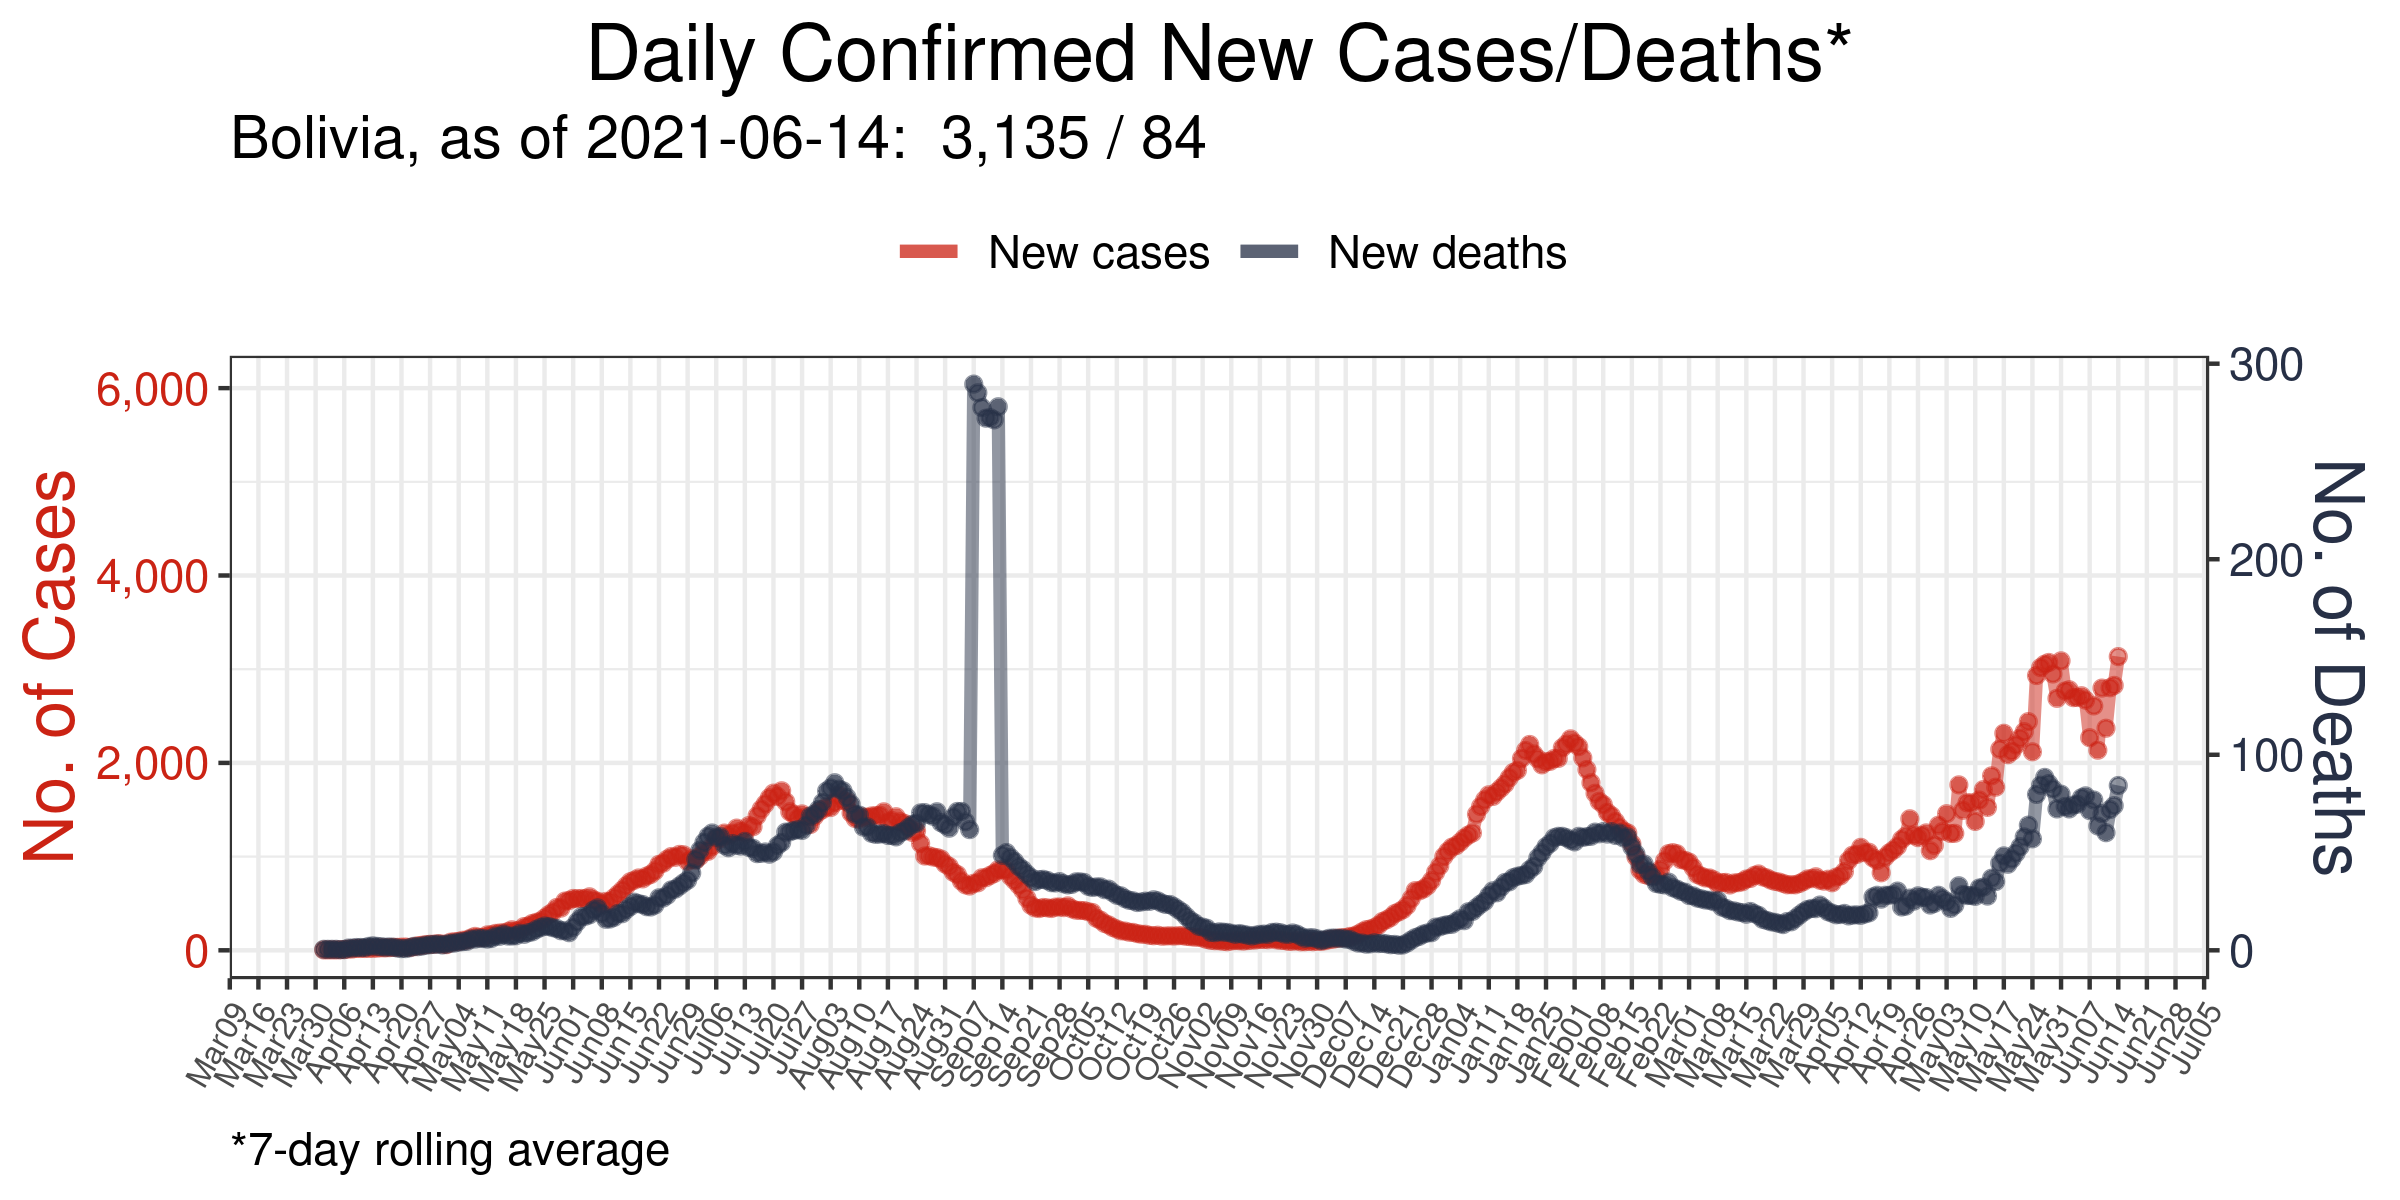 Daily Confirmed New Cases/Deaths*
Bolivia, as of 2021-06-14:  3,135 / 84
New cases
New deaths
No. of Cases
6,000
4,000
2,000
0
300
200
100
0
No. of Deaths
Mar09
Mar16
Mar23
Mar30
Apr06
Apr13
Apr20
Apr27
May04
May11
May18
May25
Jun01
Jun08
Jun15
Jun22
Jun29
Jul06
Jul13
Jul20
Jul27
Aug03
Aug10
Aug17
Aug24
Aug31
Sep07
Sep14
Sep21
Sep28
Oct05
Oct12
Oct19
Oct26
Nov02
Nov09
Nov16
Nov23
Nov30
Dec07
Dec14
Dec21
Dec28
Jan04
Jan11
Jan18
Jan25
Feb01
Feb08
Feb15
Feb22
Mar01
Mar08
Mar15
Mar22
Mar29
Apr05
Apr12
Apr19
Apr26
May03
May10
May17
May24
May31
Jun07
Jun14
Jun21
Jun28
Jul05
*7-day rolling average